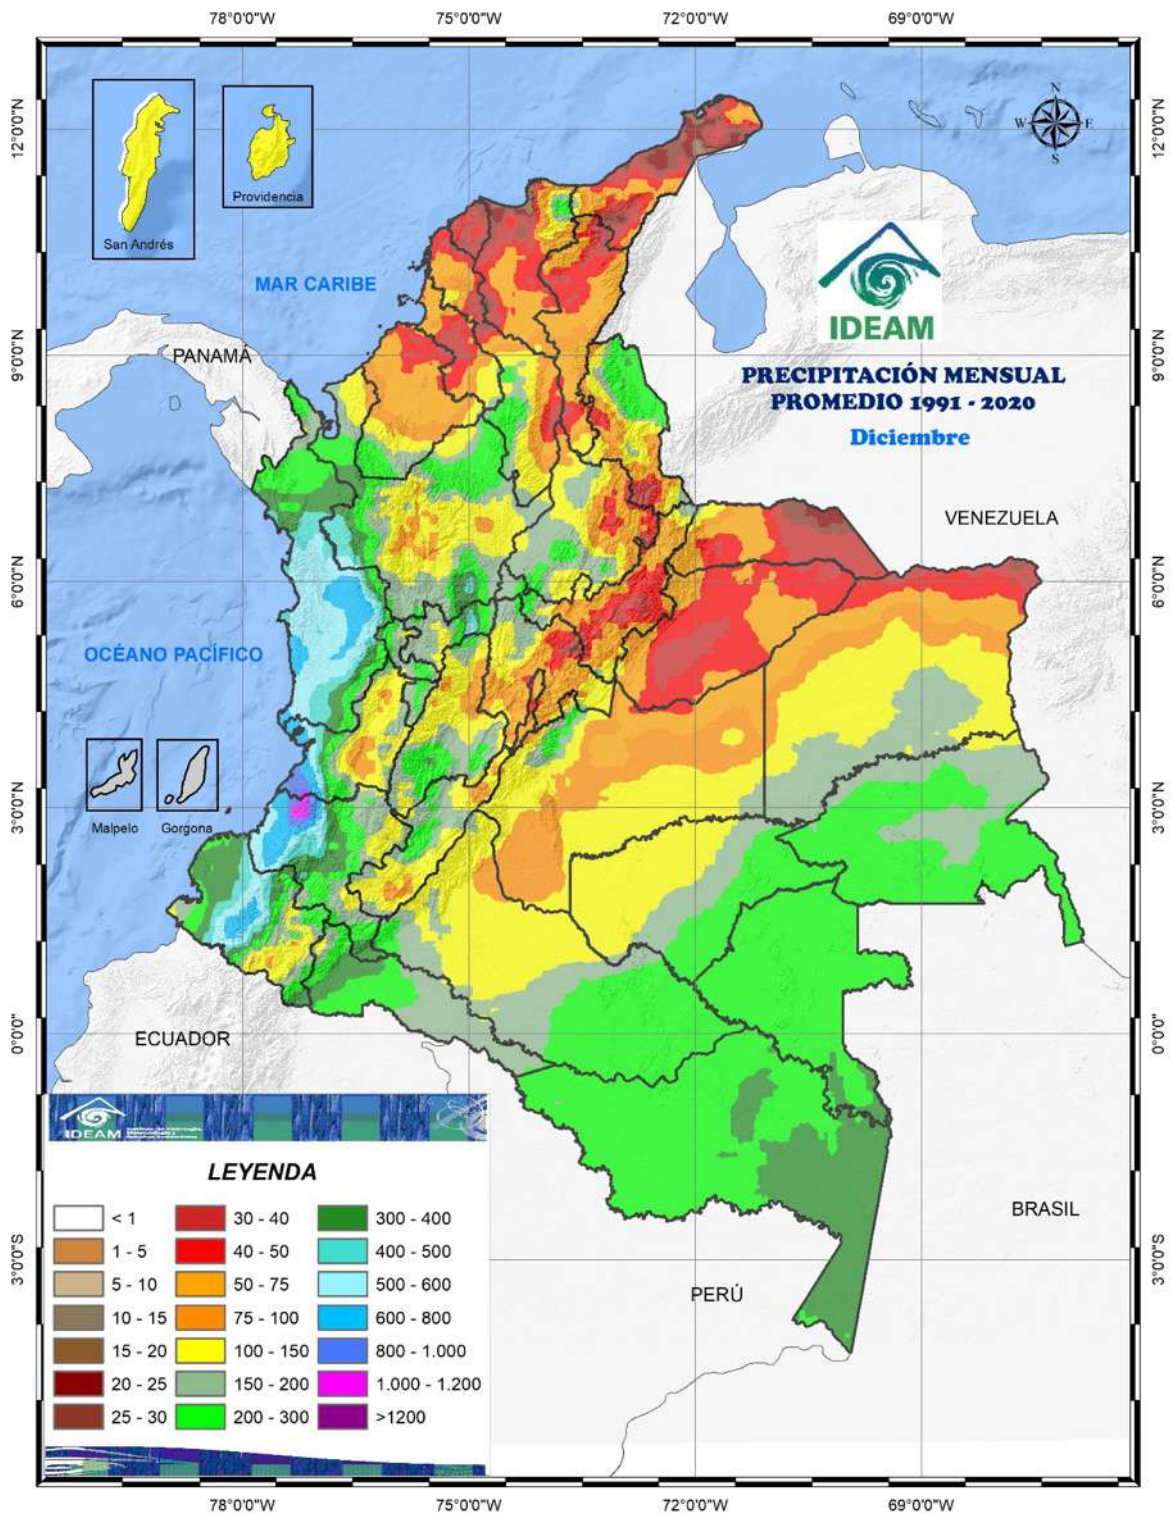 78°0'0"W
75°0'0"W
72°0'0"W
69°0'0"W
12°0'0"N
12°0'0"N
N
W
E
S
Providencia
San Andrés
MAR CARIBE
IDEAM
PANAMÁ
9°0'0"N
9°0'0"N
PRECIPITACIÓN MENSUAL
PROMEDIO 1991 - 2020
Diciembre
VENEZUELA
6°0'0"N
6°0'0"N
OCÉANO PACÍFICO
3°0'0"N
3°0'0"N
Malpelo
Gorgona
ECUADOR
0°0'0"
0°0'0"
IDEAM
LEYENDA
< 1
1 - 5
5 - 10
10 - 15
15 - 20
20 - 25
25 - 30
30 - 40
40 - 50
50 - 75
75 - 100
100 - 150
150 - 200
200 - 300
300 - 400
400 - 500
500 - 600
600 - 800
800 - 1.000
1.000 - 1.200
>1200
BRASIL
PERÚ
3°0'0"S
3°0'0"S
78°0'0"W
75°0'0"W
72°0'0"W
69°0'0"W